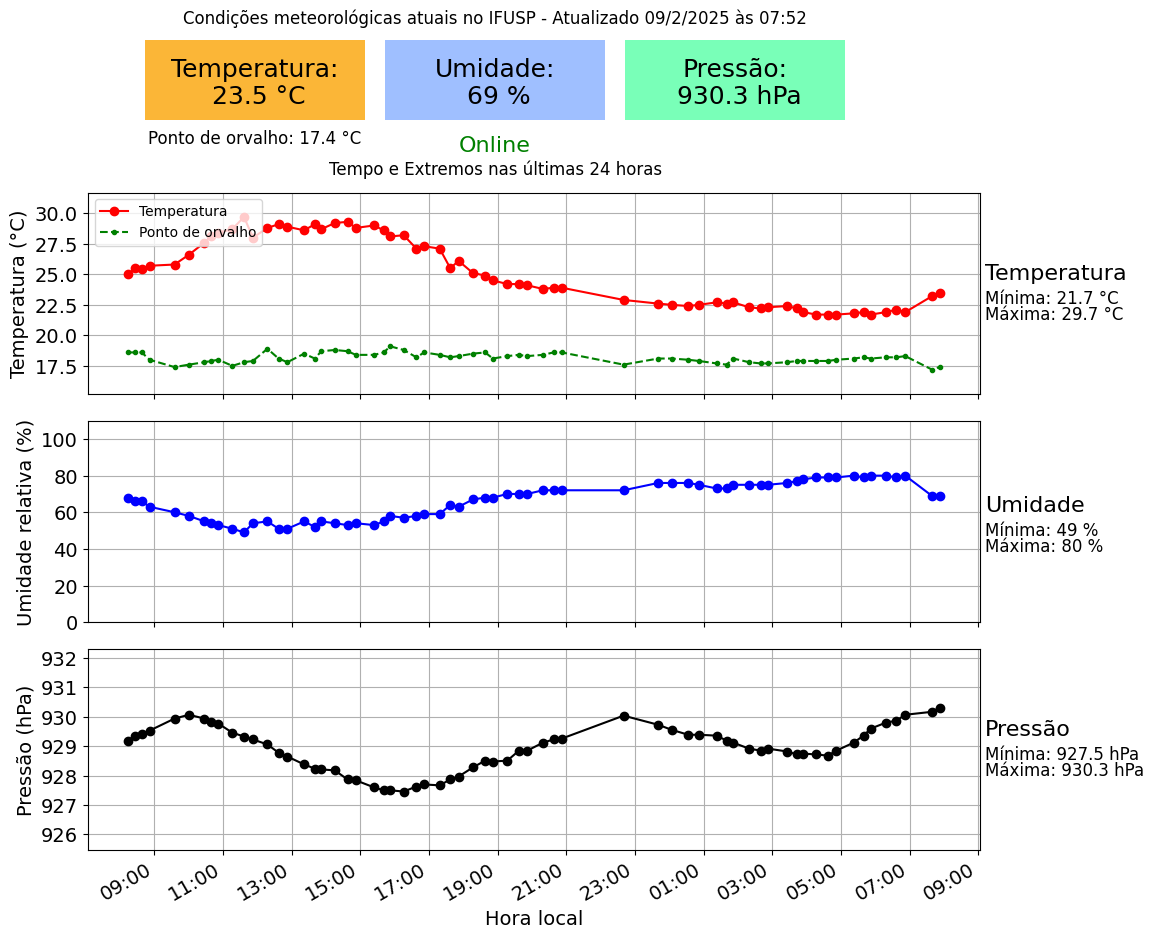 Condições meteorológicas atuais no IFUSP - Atualizado 09/2/2025 às 07:52
Temperatura:
23.5 °C
Umidade:
69 %
Pressão:
930.3 hPa
Ponto de orvalho: 17.4 °C
Online
Tempo e Extremos nas últimas 24 horas
Temperatura (°C)
30.0
27.5
25.0
22.5
20.0
17.5
Temperatura
Ponto de orvalho
Temperatura
Mínima: 21.7 °C
Máxima: 29.7 °C
Umidade relativa (%)
100
80
60
40
20
0
Umidade
Mínima: 49 %
Máxima: 80 %
Pressão (hPa)
932
931
930
929
928
927
926
Pressão
Mínima: 927.5 hPa
Máxima: 930.3 hPa
09:00
11:00
13:00
15:00
17:00
19:00
21:00
23:00
01:00
03:00
05:00
07:00
09:00
Hora local